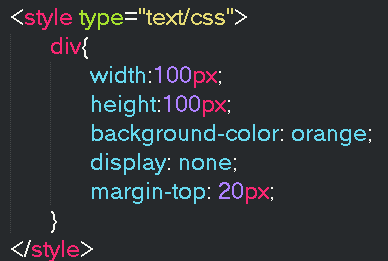 <style type="text/css">
div{
width:100px;
height:100px;
background-color: orange;
display: none;
margin-top: 20px;
}
</style>